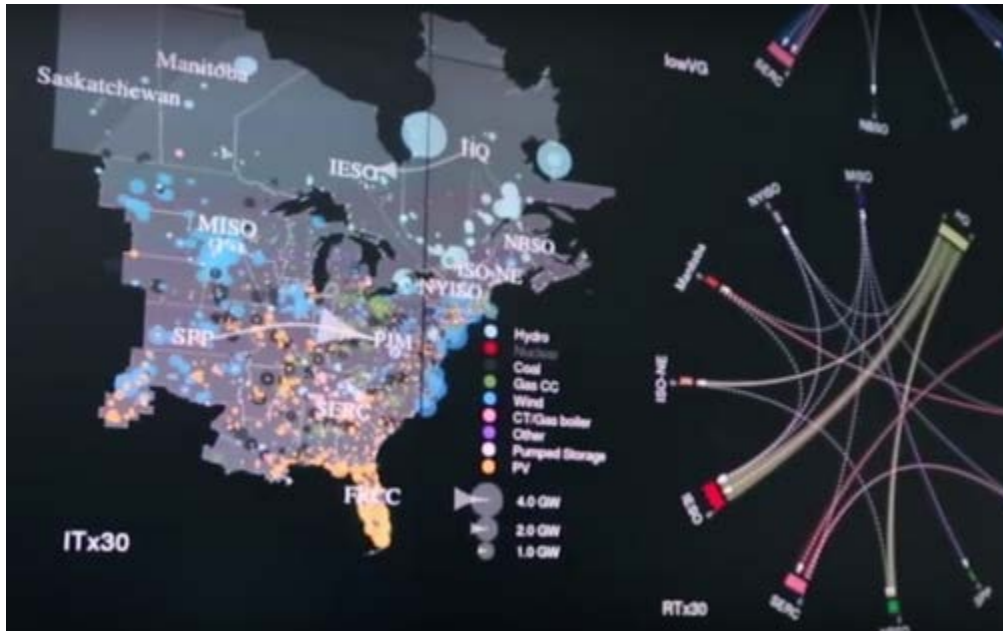 Manitoba
Saskatchewan
IESO
HQ
MISO
NBSO
ISO-NE
NYISO
SPP
PJM
SERC
FRCC
Hydro
Nuclear
Coal
Gas CC
Wind
CT/Gas boiler
Other
Pumped Storage
PV
4.0 GW
2.0 GW
1.0 GW
ITx30
SERC
lowVG
NBSO
SPP
NYISO
MISO
HQ
Manitoba
ISO-NE
IESO
SERC
SPP
RTx30